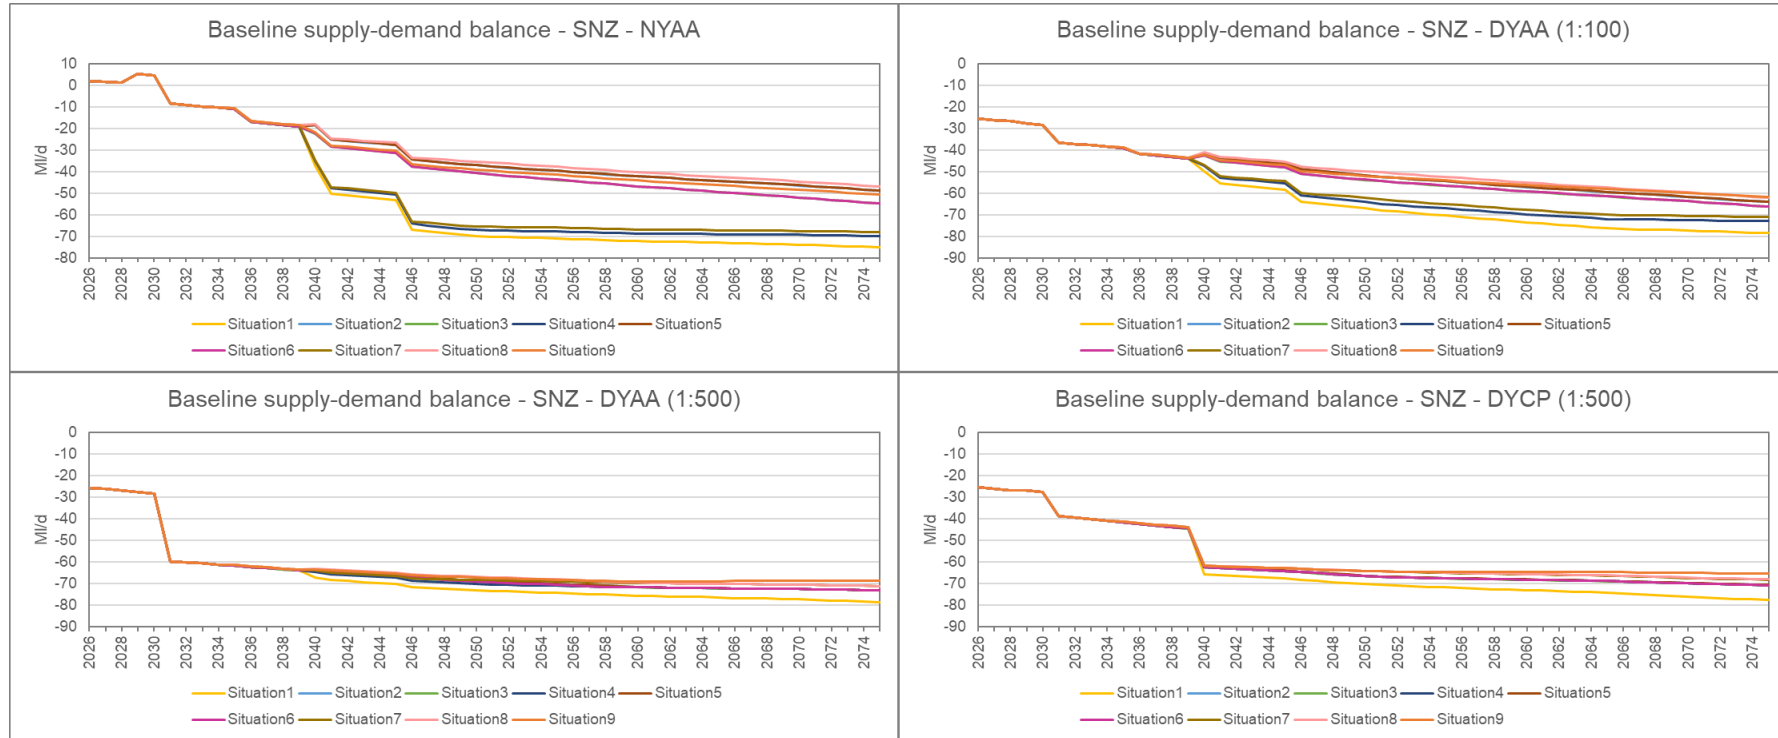 Baseline supply-demand balance - SNZ - NYAA
10
0
-10
-20
-30
-40
-50
-60
-70
-80
Ml/d
2026 2028 2030 2032 2034 2036 2038 2040 2042 2044 2046 2048 2050 2052 2054 2056 2058 2060 2062 2064 2066 2068 2070 2072 2074
Situation1 Situation2 Situation3 Situation4 Situation5
Situation6 Situation7 Situation8 Situation9
Baseline supply-demand balance - SNZ - DYAA (1:100)
0
0
-10
-20
-30
-40
-50
-60
-70
-80
-90
Ml/d
2026 2028 2030 2032 2034 2036 2038 2040 2042 2044 2046 2048 2050 2052 2054 2056 2058 2060 2062 2064 2066 2068 2070 2072 2074
Situation1 Situation2 Situation3 Situation4 Situation5
Situation6 Situation7 Situation8 Situation9
Baseline supply-demand balance - SNZ - DYAA (1:500)
0
-10
-20
-30
-40
-50
-60
-70
-80
-90
Ml/d
2026 2028 2030 2032 2034 2036 2038 2040 2042 2044 2046 2048 2050 2052 2054 2056 2058 2060 2062 2064 2066 2068 2070 2072 2074
Situation1 Situation2 Situation3 Situation4 Situation5
Situation6 Situation7 Situation8 Situation9
Baseline supply-demand balance - SNZ - DYCP (1:500)
0
-10
-20
-30
-40
-50
-60
-70
-80
-90
Ml/d
2026 2028 2030 2032 2034 2036 2038 2040 2042 2044 2046 2048 2050 2052 2054 2056 2058 2060 2062 2064 2066 2068 2070 2072 2074
Situation1 Situation2 Situation3 Situation4 Situation5
Situation6 Situation7 Situation8 Situation9